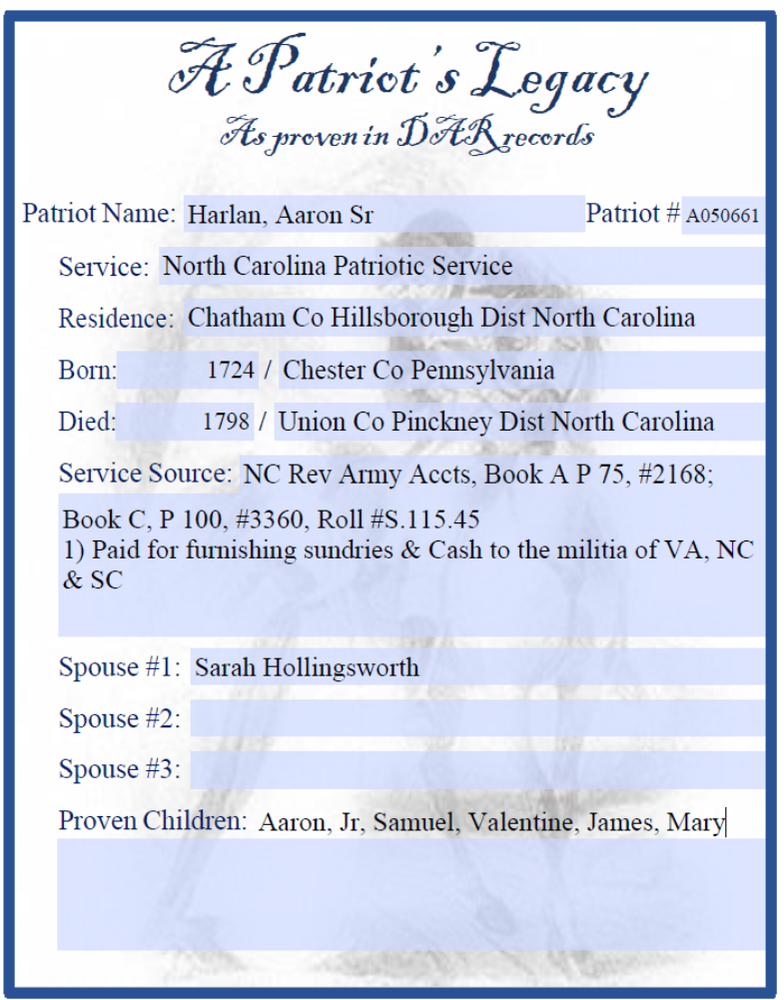 A Patriot's Legacy
As proven in DAR records
Patriot Name: Harlan, Aaron Sr Patriot # A050661
Service: North Carolina Patriotic Service
Residence: Chatham Co Hillsborough Dist North Carolina
Born: 1724 / Chester Co Pennsylvania
Died: 1798 / Union Co Pinckney Dist North Carolina
Service Source: NC Rev Army Accts, Book A P 75, #2168;
Book C, P 100, #3360, Roll #S.115.45
1) Paid for furnishing sundries & Cash to the militia of VA, NC
& SC
Spouse #1: Sarah Hollingsworth
Spouse #2:
Spouse #3:
Proven Children: Aaron, Jr, Samuel, Valentine, James, Mary